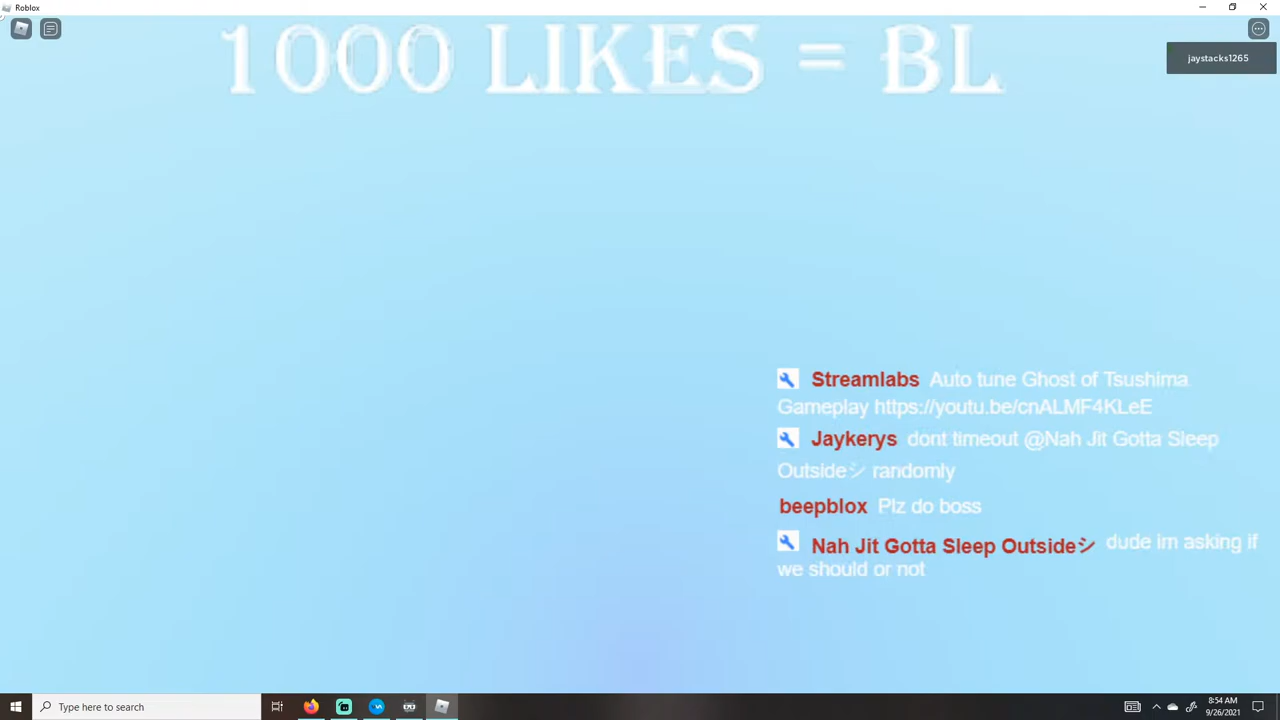 Roblox
1000 LIKES = BL
jaystacks1265
Streamlabs Auto tune Ghost of Tsushima
Gameplay https://youtu.be/cnALMF4KLeE
Jaykerys dont timeout @Nah Jit Gotta Sleep
Outsideシ randomly
beepblox Plz do boss
Nah Jit Gotta Sleep Outsideシ dude im asking if
we should or not
Type here to search
8:54 AM
9/26/2021